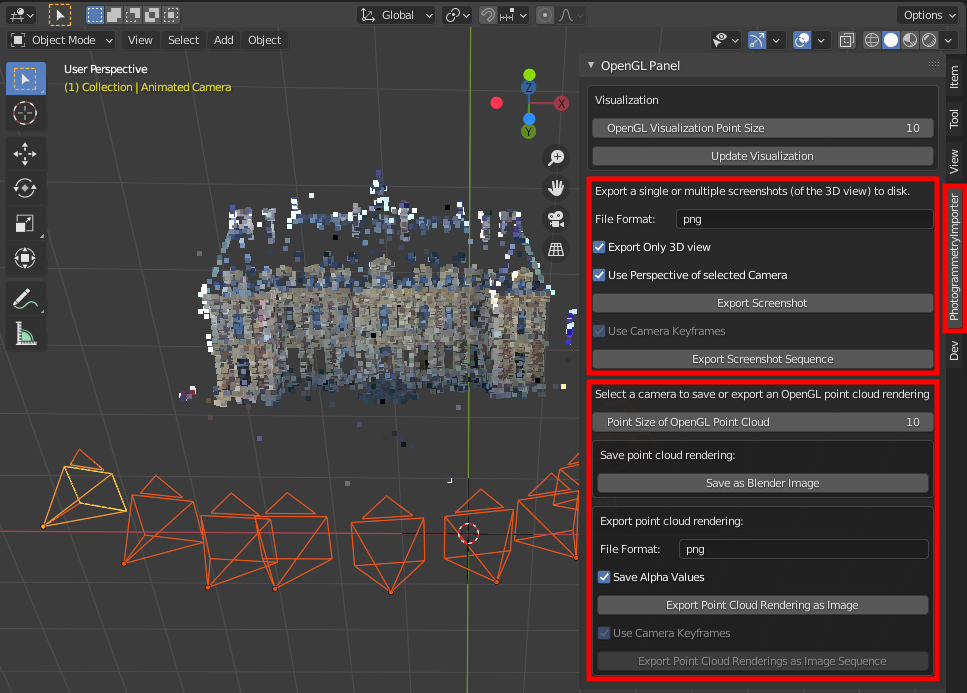 Global
Options
Object Mode
View
Select
Add
Object
User Perspective
(1) Collection | Animated Camera
Z
X
Y
OpenGL Panel
Visualization
OpenGL Visualization Point Size 10
Update Visualization
Export a single or multiple screenshots (of the 3D view) to disk.
File Format: png
Export Only 3D view
Use Perspective of selected Camera
Export Screenshot
Use Camera Keyframes
Export Screenshot Sequence
Select a camera to save or export an OpenGL point cloud rendering
Point Size of OpenGL Point Cloud 10
Save point cloud rendering:
Save as Blender Image
Export point cloud rendering:
File Format: png
Save Alpha Values
Export Point Cloud Rendering as Image
Use Camera Keyframes
Export Point Cloud Renderings as Image Sequence
Item
Tool
View
PhotogrammetryImporter
Dev